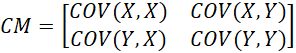 CM = [COV(X,X) COV(X,Y)
COV(Y,X) COV(Y,Y)]